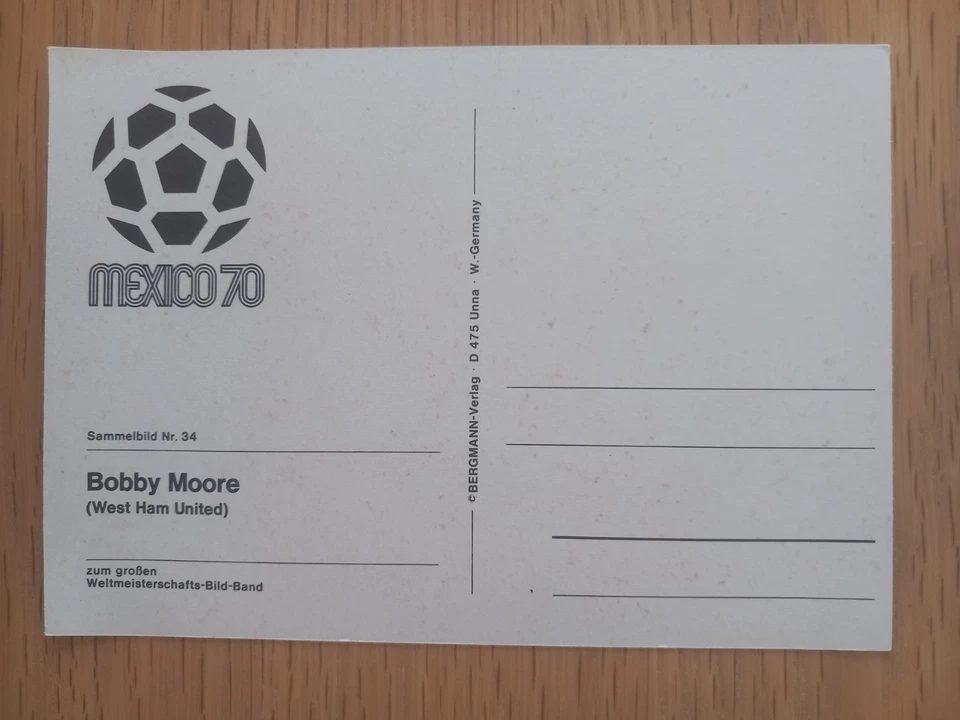 MEXICO 70
Sammelbild Nr. 34
Bobby Moore
(West Ham United)
zum großen
Weltmeisterschafts-Bild-Band
© BERGMANN-Verlag · D 475 Unna · W.-Germany